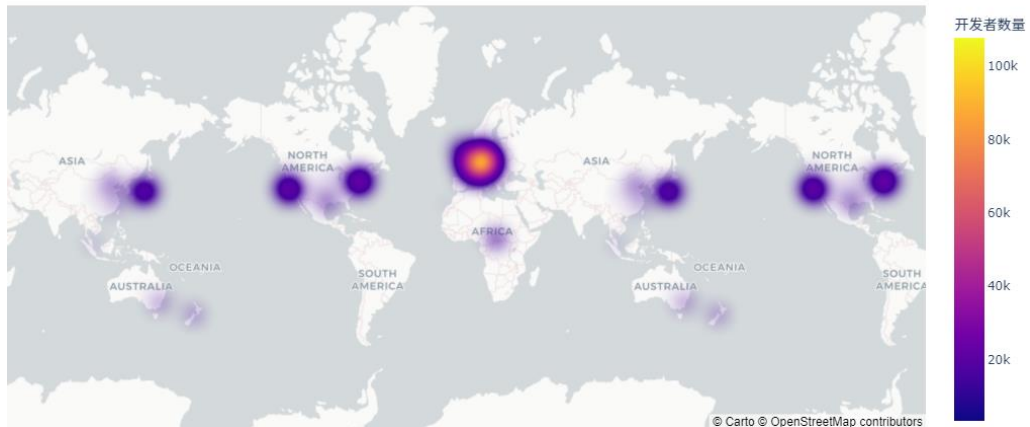 开发者数量
100k
80k
60k
40k
20k
ASIA
NORTH
AMERICA
AFRICA
OCEANIA
AUSTRALIA
SOUTH
AMERICA
ASIA
NORTH
AMERICA
OCEANIA
AUSTRALIA
SOUTH
AMERICA
© Carto © OpenStreetMap contributors